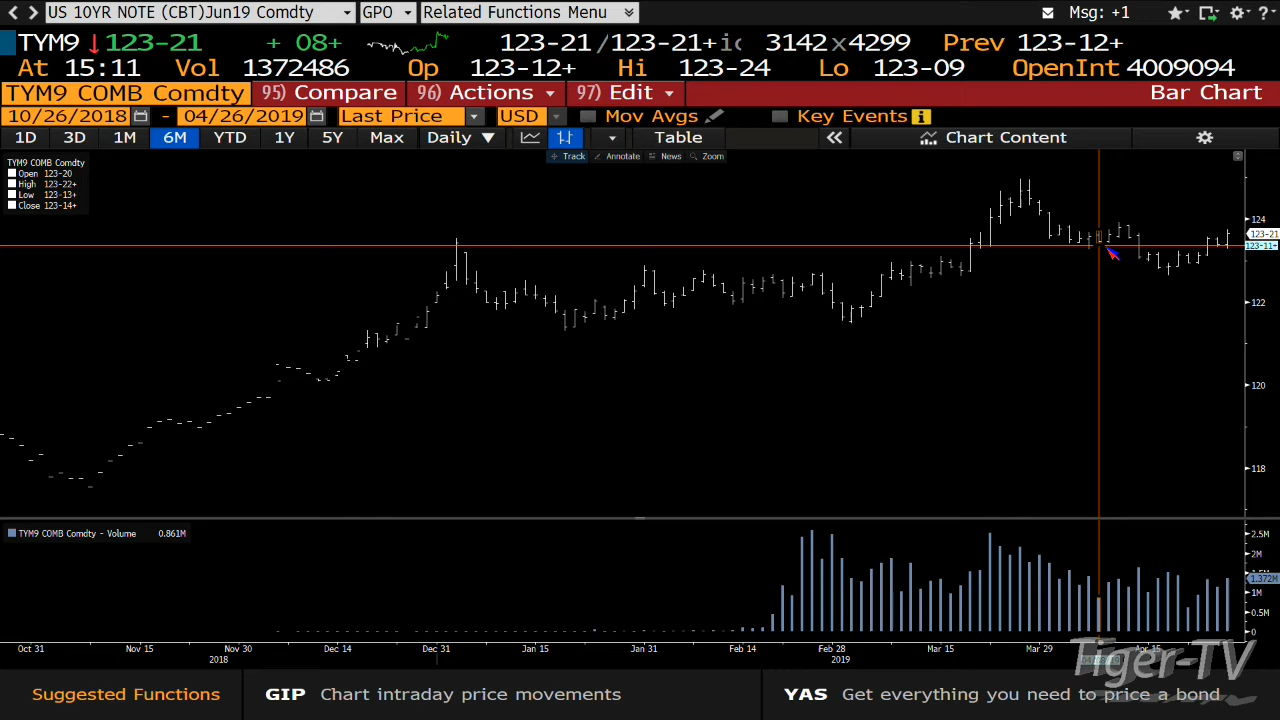 US 10YR NOTE (CBT)Jun19 Comdty GPO Related Functions Menu Msg: +1
TYM9 ↓123-21 + 08+ 123-21 /123-21+ic 3142x4299 Prev 123-12+
At 15:11 Vol 1372486 Op 123-12+ Hi 123-24 Lo 123-09 OpenInt 4009094
TYM9 COMB Comdty 95) Compare 96) Actions 97) Edit Bar Chart
10/26/2018 - 04/26/2019 Last Price USD Mov Avgs Key Events i
1D 3D 1M 6M YTD 1Y 5Y Max Daily ▼ Table « Chart Content
Track Annotate News Zoom
TYM9 COMB Comdty
Open 123-20
High 123-22+
Low 123-13+
Close 123-14+
124
123-21
123-11+
122
120
118
TYM9 COMB Comdty - Volume 0.861M
2.5M
2M
1.372M
1M
0.5M
0
Oct 31 Nov 15 Nov 30 Dec 14 Dec 31 Jan 15 Jan 31 Feb 14 Feb 28 Mar 15 Mar 29 Apr 15
2018 2019 04/08/19
Tiger-TV
Suggested Functions GIP Chart intraday price movements YAS Get everything you need to price a bond